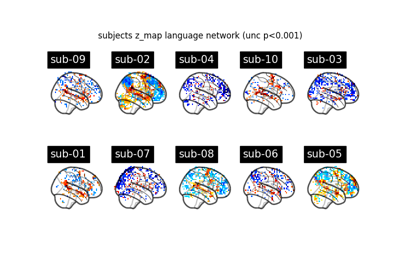 subjects z_map language network (unc p<0.001)
sub-09 sub-02 sub-04 sub-10 sub-03
sub-01 sub-07 sub-08 sub-06 sub-05